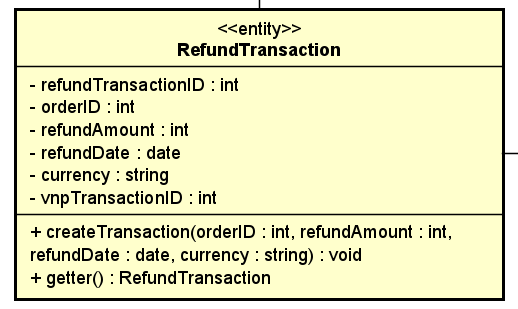 <<entity>>
RefundTransaction
- refundTransactionID : int
- orderID : int
- refundAmount : int
- refundDate : date
- currency : string
- vnpTransactionID : int
+ createTransaction(orderID : int, refundAmount : int,
refundDate : date, currency : string) : void
+ getter() : RefundTransaction